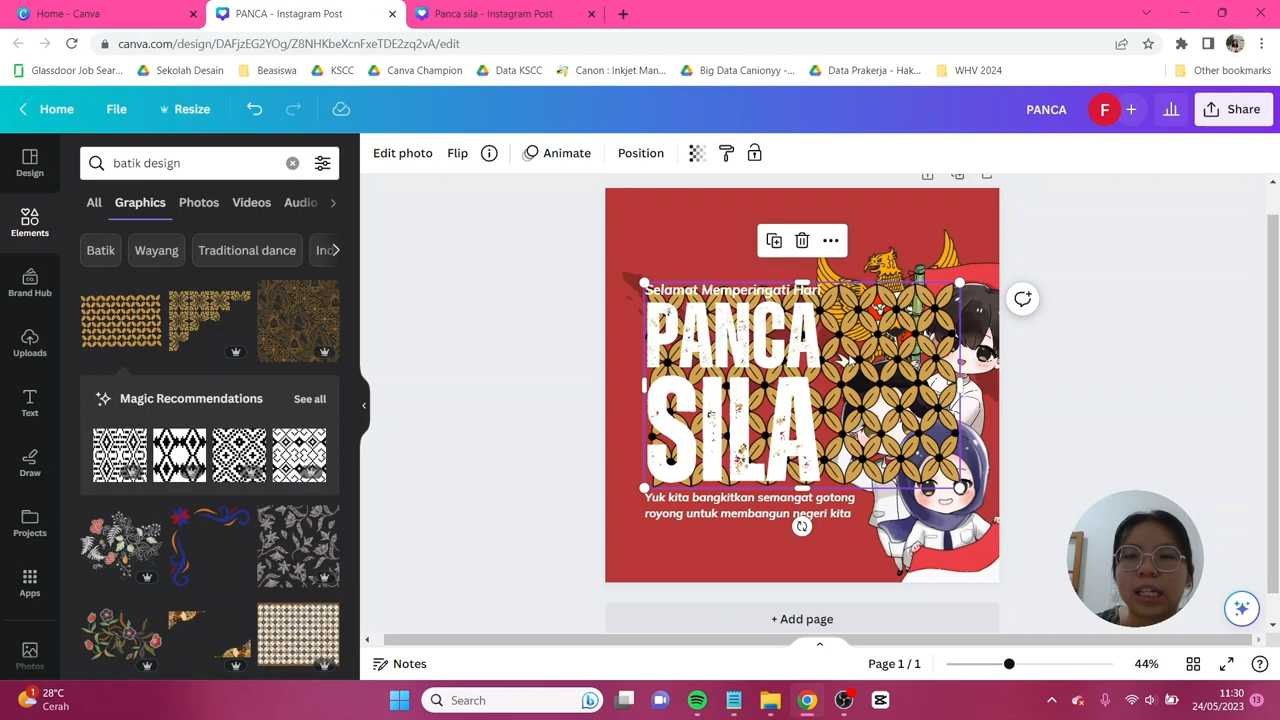 Home - Canva
PANCA - Instagram Post
Panca sila - Instagram Post
canva.com/design/DAFjzEG2YOg/Z8NHKbeXcnFxeTDE2zq2vA/edit
Glassdoor Job Sear...
Sekolah Desain
Beasiswa
KSCC
Canva Champion
Data KSCC
Canon : Inkjet Man...
Big Data Canionyy -...
Data Prakerja - Hak...
WHV 2024
Other bookmarks
Home
File
Resize
PANCA
F
Share
Design
Elements
Brand Hub
Uploads
Text
Draw
Projects
Apps
Photos
batik design
All
Graphics
Photos
Videos
Audio
Batik
Wayang
Traditional dance
Inc
Magic Recommendations
See all
Edit photo
Flip
Animate
Position
Selamat Memperingati Hari
PANCA
SILA
Yuk kita bangkitkan semangat gotong
royong untuk membangun negeri kita
+ Add page
Notes
Page 1 / 1
44%
1
28°C
Cerah
Search
11:30
24/05/2023
13